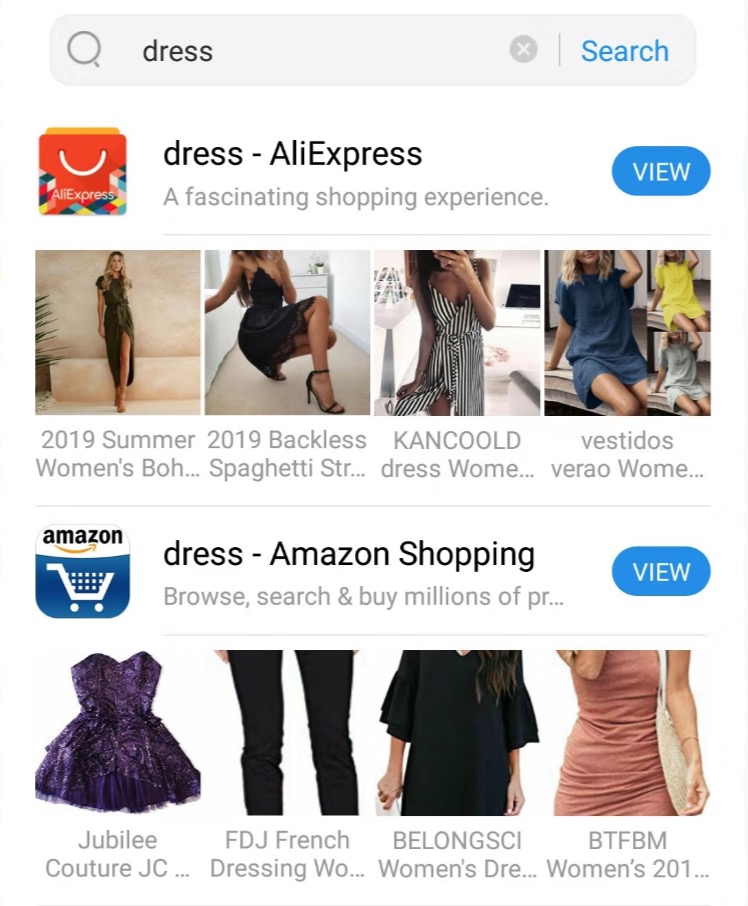 dress
Search
AliExpress
dress - AliExpress
A fascinating shopping experience.
VIEW
2019 Summer
Women's Boh...
2019 Backless
Spaghetti Str...
KANCOOLD
dress Wome...
vestidos
verao Wome...
amazon
dress - Amazon Shopping
Browse, search & buy millions of pr...
VIEW
Jubilee
Couture JC ...
FDJ French
Dressing Wo...
BELONGSCI
Women's Dre...
BTFBM
Women’s 201...